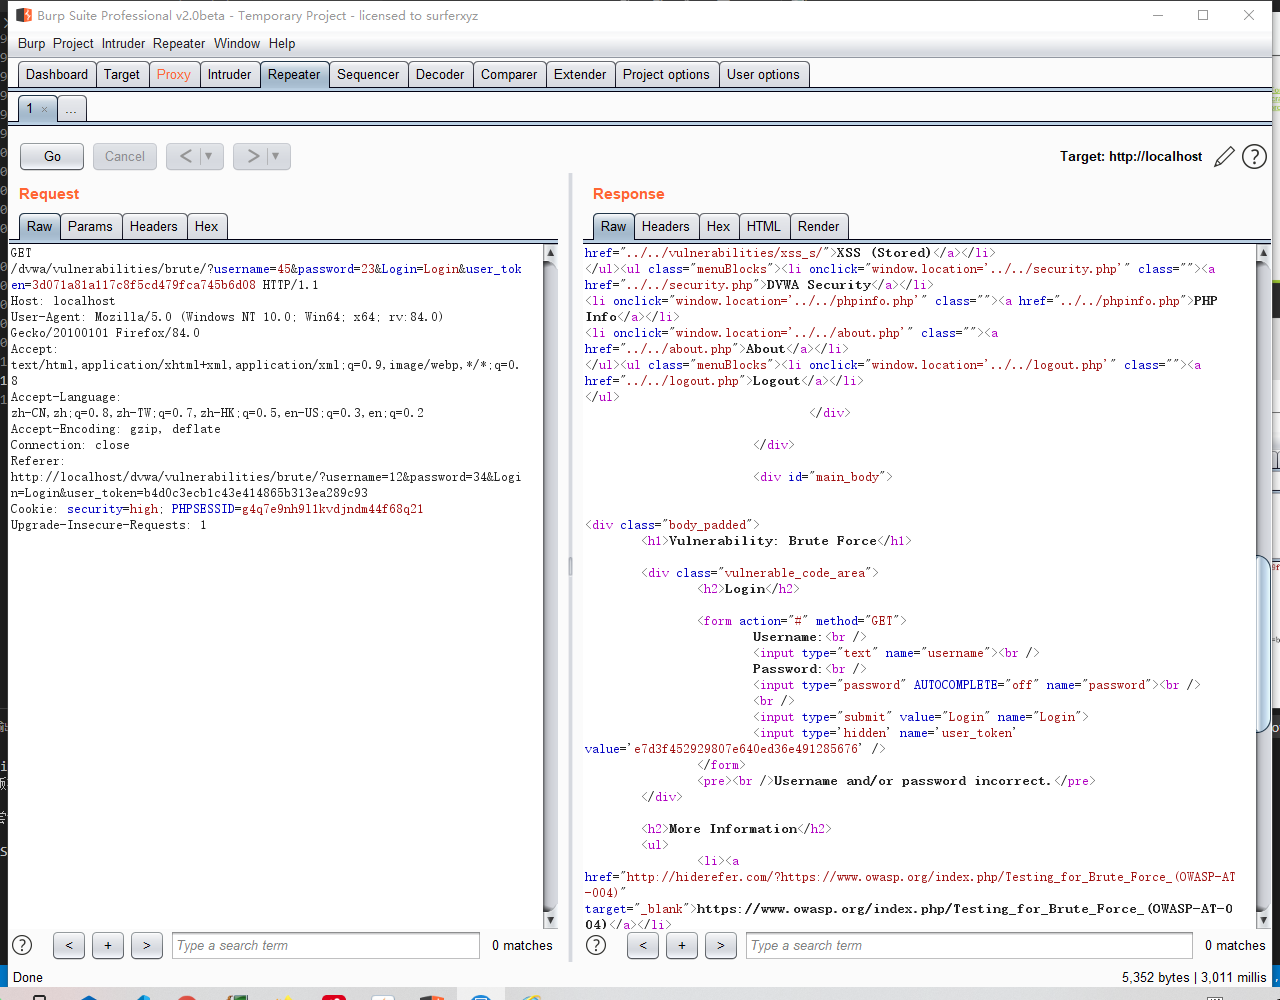 Burp Suite Professional v2.0beta - Temporary Project - licensed to surferxyz
Burp Project Intruder Repeater Window Help
Dashboard Target Proxy Intruder Repeater Sequencer Decoder Comparer Extender Project options User options
1 × ...
Go Cancel < ▼ > ▼ Target: http://localhost ?
Request
Raw Params Headers Hex
GET
/dvwa/vulnerabilities/brute/?username=45&password=23&Login=Login&user_tok
en=3d071a81a117c8f5cd479fca745b6d08 HTTP/1.1
Host: localhost
User-Agent: Mozilla/5.0 (Windows NT 10.0; Win64; x64; rv:84.0)
Gecko/20100101 Firefox/84.0
Accept:
text/html,application/xhtml+xml,application/xml;q=0.9,image/webp,*/*;q=0.
8
Accept-Language:
zh-CN,zh;q=0.8,zh-TW;q=0.7,zh-HK;q=0.5,en-US;q=0.3,en;q=0.2
Accept-Encoding: gzip, deflate
Connection: close
Referer:
http://localhost/dvwa/vulnerabilities/brute/?username=12&password=34&Logi
n=Login&user_token=b4d0c3ecb1c43e414865b313ea289c93
Cookie: security=high; PHPSESSID=g4q7e9nh9l1kvdjndm44f68q21
Upgrade-Insecure-Requests: 1
? < + > Type a search term 0 matches
Response
Raw Headers Hex HTML Render
href="../../vulnerabilities/xss_s/">XSS (Stored)</a></li>
</ul><ul class="menuBlocks"><li onclick="window.location='../../security.php'" class=""><a
href="../../security.php">DVWA Security</a></li>
<li onclick="window.location='../../phpinfo.php'" class=""><a href="../../phpinfo.php">PHP
Info</a></li>
<li onclick="window.location='../../about.php'" class=""><a
href="../../about.php">About</a></li>
</ul><ul class="menuBlocks"><li onclick="window.location='../../logout.php'" class=""><a
href="../../logout.php">Logout</a></li>
</ul>
</div>
</div>
<div id="main_body">
<div class="body_padded">
<h1>Vulnerability: Brute Force</h1>
<div class="vulnerable_code_area">
<h2>Login</h2>
<form action="#" method="GET">
Username:<br />
<input type="text" name="username"><br />
Password:<br />
<input type="password" AUTOCOMPLETE="off" name="password"><br />
<br />
<input type="submit" value="Login" name="Login">
<input type='hidden' name='user_token'
value='e7d3f452929807e640ed36e491285676' />
</form>
<pre><br />Username and/or password incorrect.</pre>
</div>
<h2>More Information</h2>
<ul>
<li><a
href="http://hiderefer.com/?https://www.owasp.org/index.php/Testing_for_Brute_Force_(OWASP-AT
-004)"
target="_blank">https://www.owasp.org/index.php/Testing_for_Brute_Force_(OWASP-AT-0
04)</a></li>
? < + > Type a search term 0 matches
Done 5,352 bytes | 3,011 millis